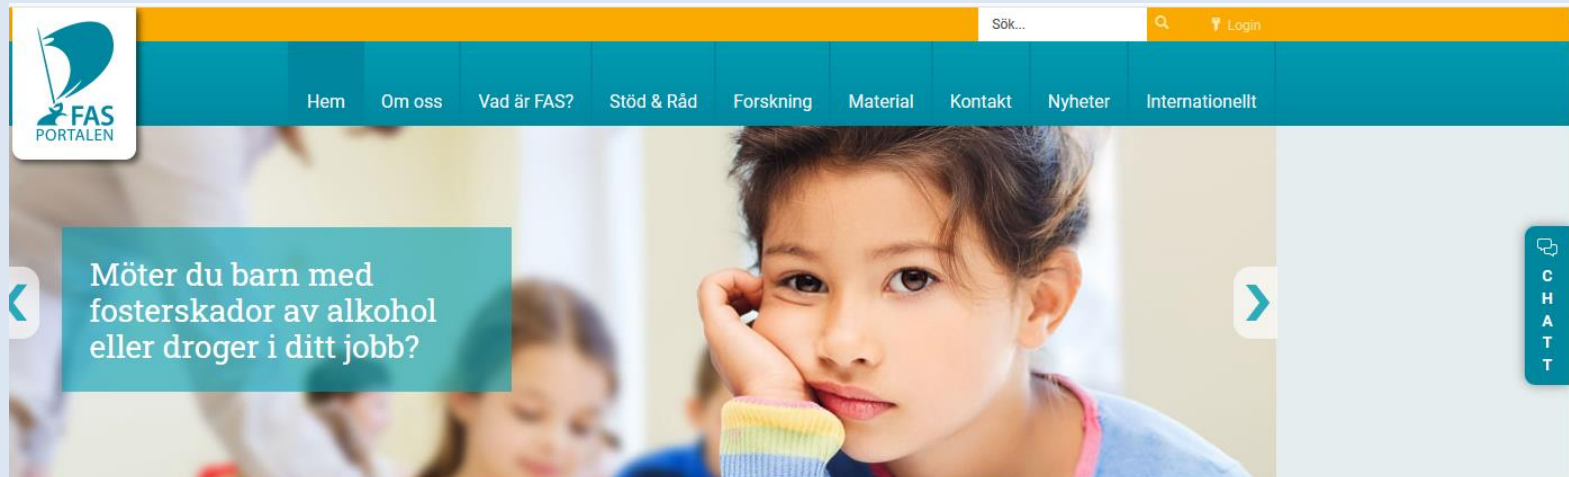 Sök...
Login
FAS
PORTALEN
Hem Om oss Vad är FAS? Stöd & Råd Forskning Material Kontakt Nyheter Internationellt
Möter du barn med
fosterskador av alkohol
eller droger i ditt jobb?
CHATT